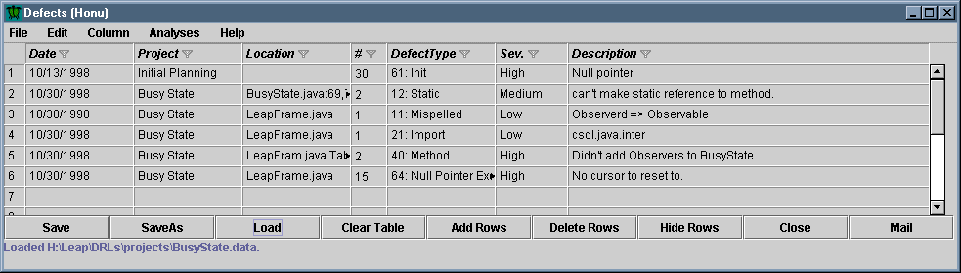 Defects (Honu)
File Edit Column Analyses Help
Date Project Location # DefectType Sev. Description
1 10/13/1998 Initial Planning 30 61: Init High Null pointer
2 10/30/1998 Busy State BusyState.java:69, 2 12: Static Medium can't make static reference to method.
3 10/30/1998 Busy State LeapFrame.java 1 11: Mispelled Low Observerd => Observable
4 10/30/1998 Busy State LeapFrame.java 1 21: Import Low cscl.java.inter
5 10/30/1998 Busy State LeapFram.java Tab 2 40: Method High Didn't add Observers to BusyState
6 10/30/1998 Busy State LeapFrame.java 15 64: Null Pointer Exe High No cursor to reset to.
7
Save SaveAs Load Clear Table Add Rows Delete Rows Hide Rows Close Mail
Loaded H:\Leap\DRLs\projects\BusyState.data.